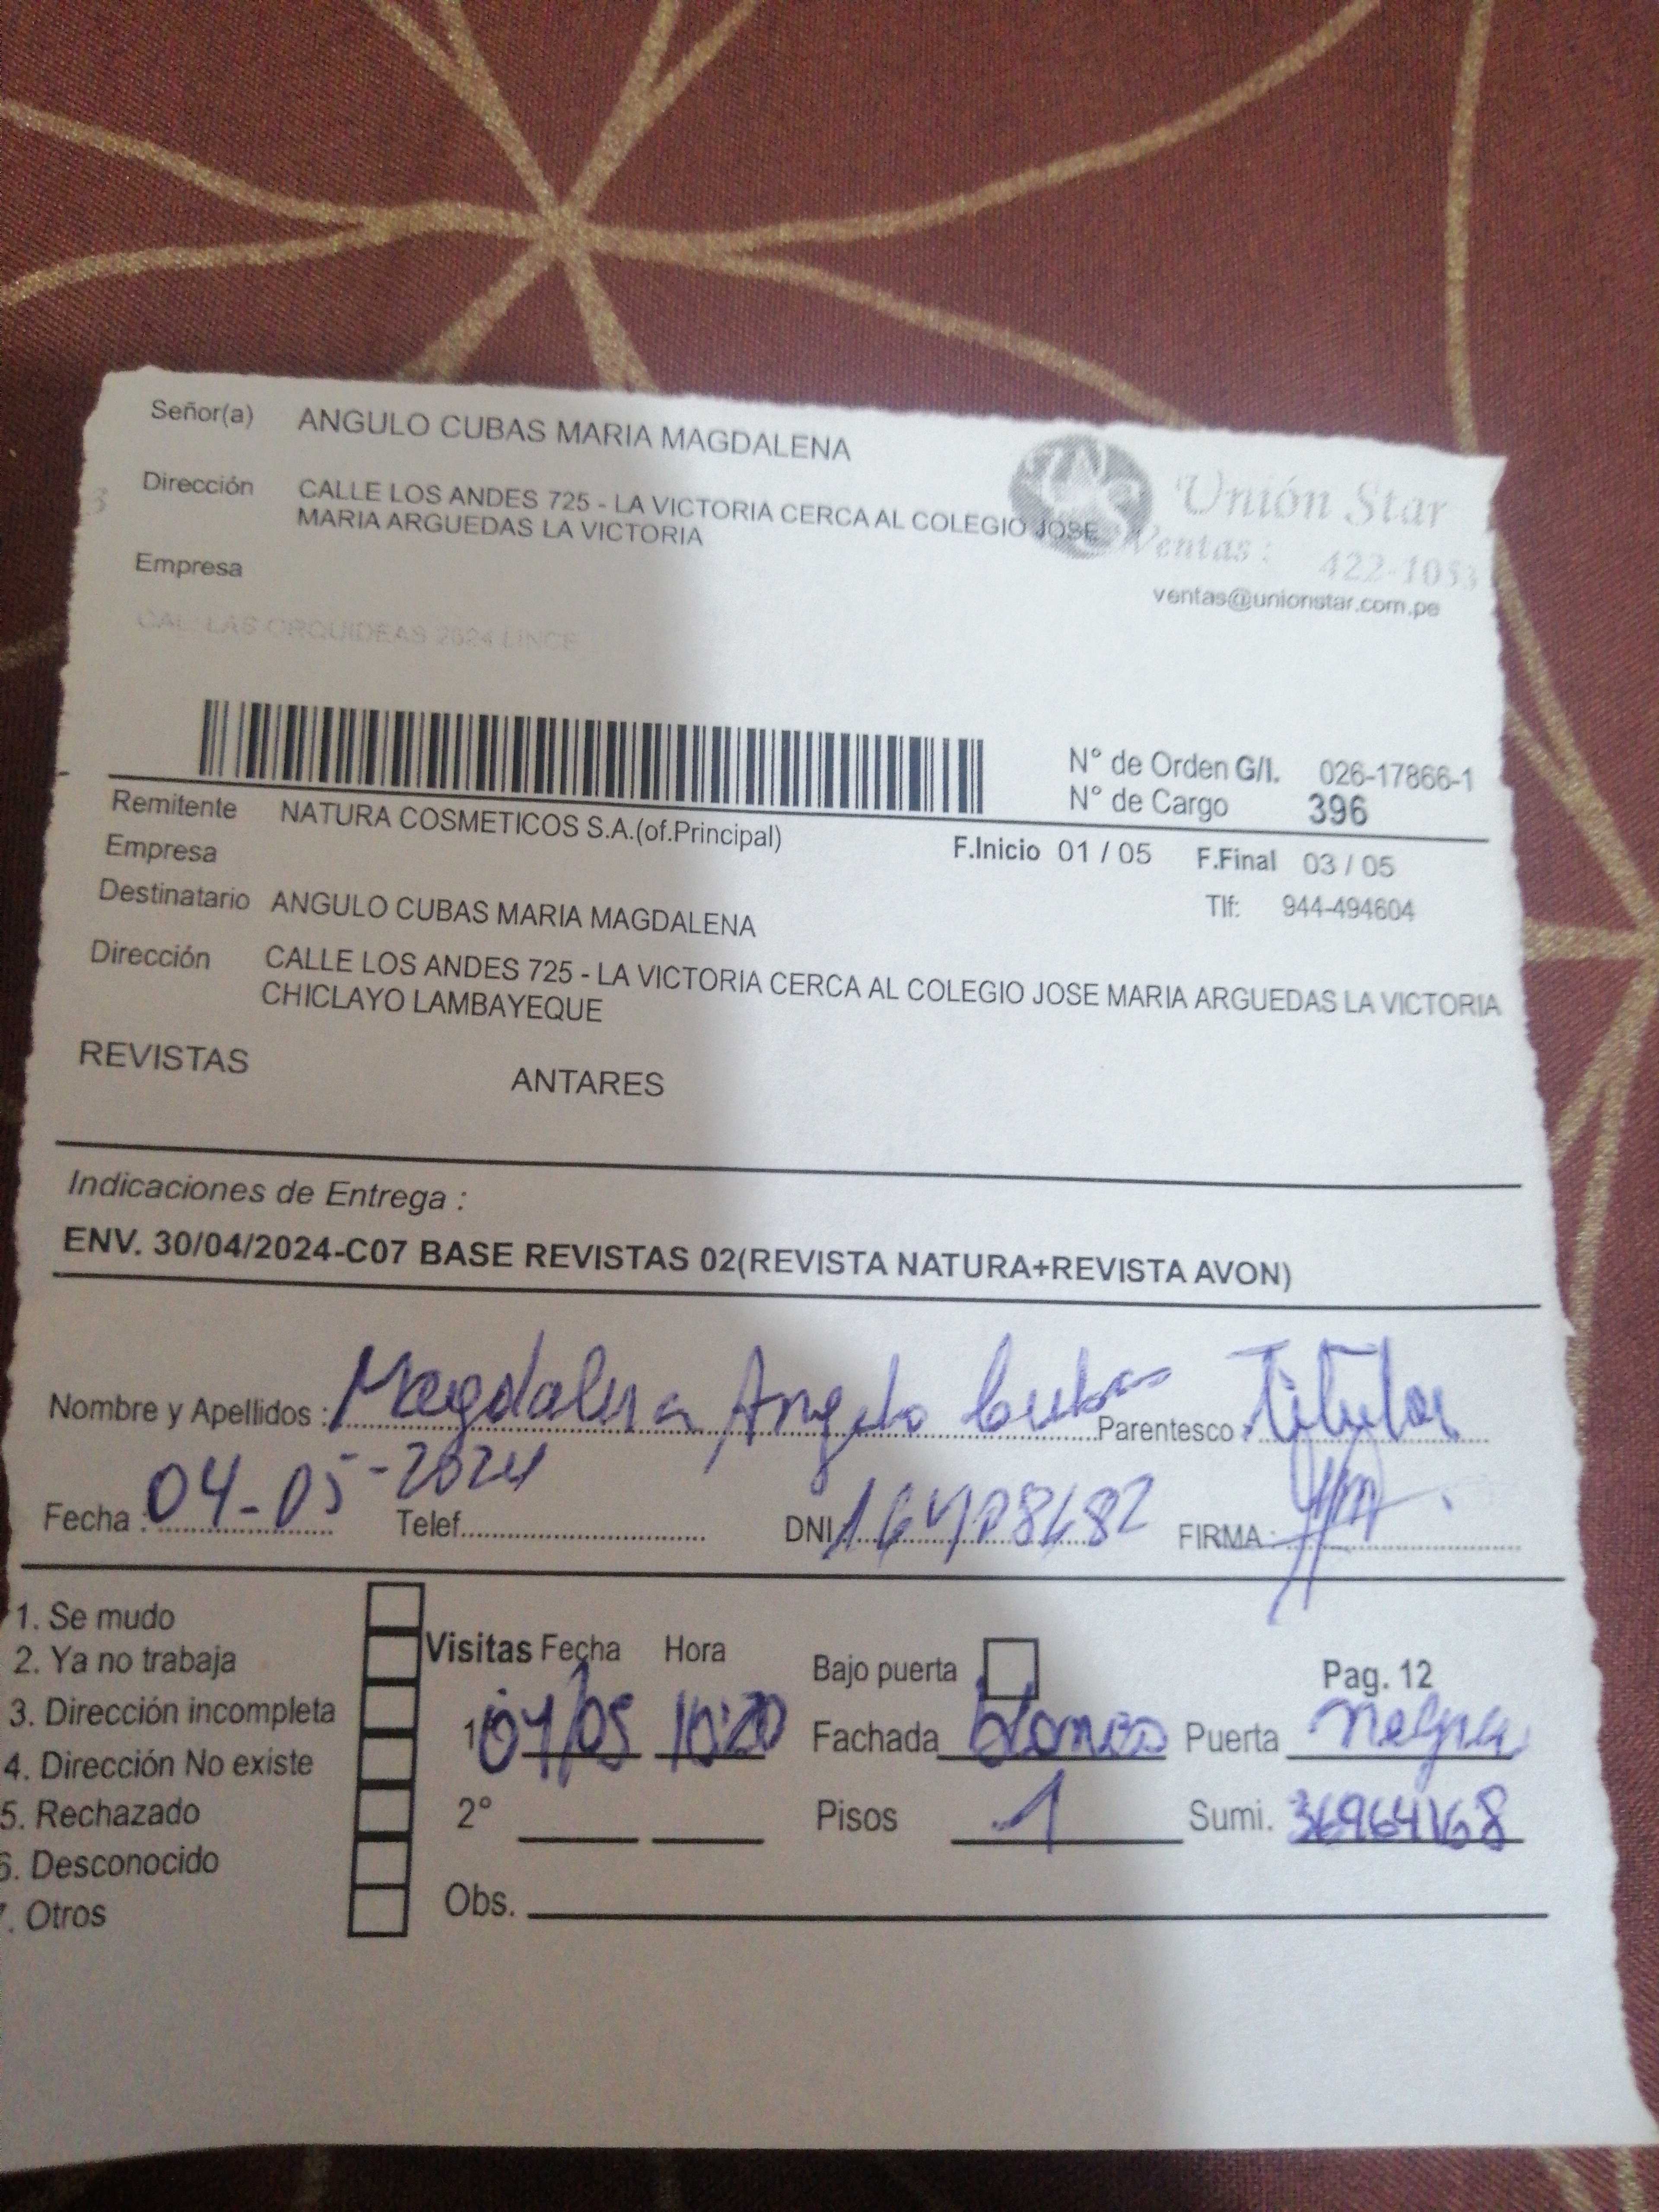 Señor(a) ANGULO CUBAS MARIA MAGDALENA
Dirección CALLE LOS ANDES 725 - LA VICTORIA CERCA AL COLEGIO JOSE
MARIA ARGUEDAS LA VICTORIA
Unión Star
Ventas: 422-1053
ventas@unionstar.com.pe
Empresa
CAL. LAS ORQUIDEAS 2624 LINCE
N° de Orden G/I. 026-17866-1
N° de Cargo 396
Remitente NATURA COSMETICOS S.A.(of.Principal)
Empresa F.Inicio 01 / 05 F.Final 03 / 05
Destinatario ANGULO CUBAS MARIA MAGDALENA Tlf: 944-494604
Dirección CALLE LOS ANDES 725 - LA VICTORIA CERCA AL COLEGIO JOSE MARIA ARGUEDAS LA VICTORIA
CHICLAYO LAMBAYEQUE
REVISTAS ANTARES
Indicaciones de Entrega :
ENV. 30/04/2024-C07 BASE REVISTAS 02(REVISTA NATURA+REVISTA AVON)
Nombre y Apellidos : Magdalena Angulo Cubas Parentesco : Titular
Fecha : 04-05-2024 Telef. DNI FIRMA :
1. Se mudo
2. Ya no trabaja
3. Dirección incompleta
4. Dirección No existe
5. Rechazado
6. Desconocido
7. Otros
Visitas Fecha Hora Bajo puerta Pag. 12
1 04/05 10:20 Fachada blanca Puerta negra
2° Pisos 1 Sumi. 36964168
Obs.